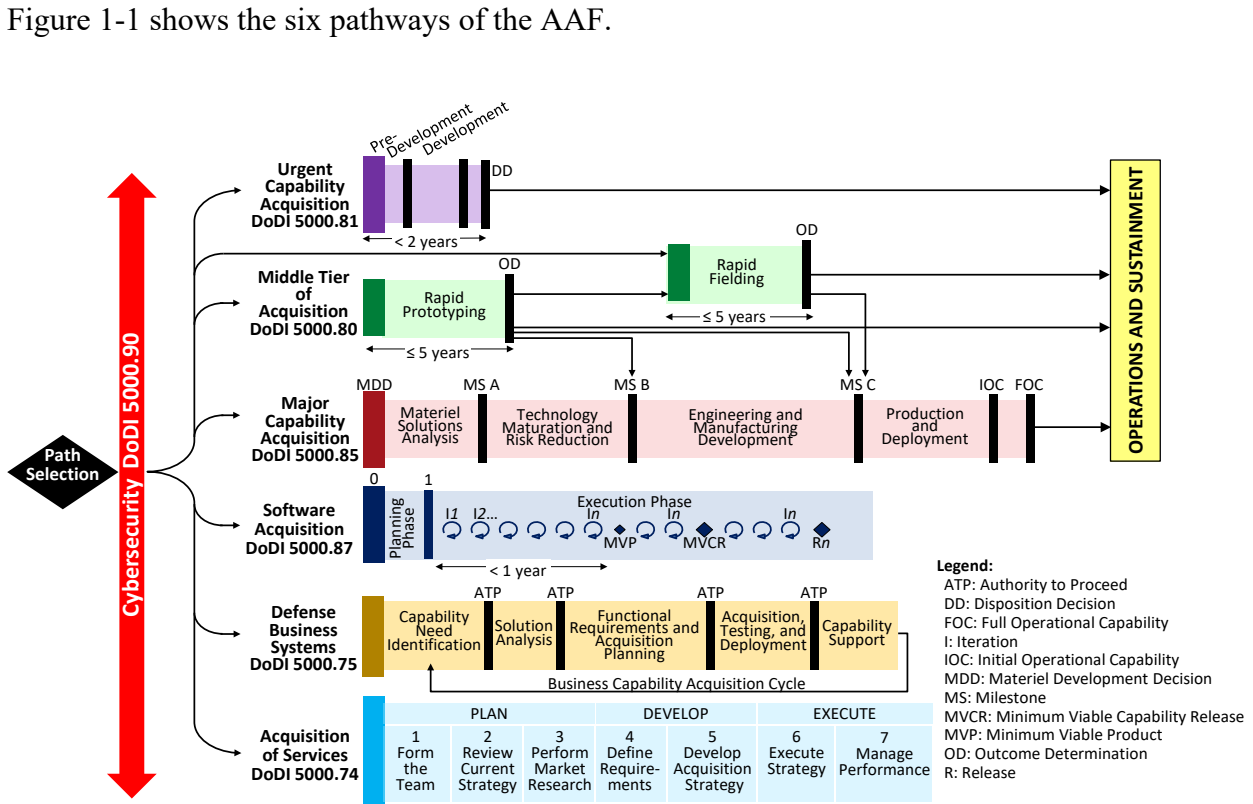 Figure 1-1 shows the six pathways of the AAF.
Pre-
Development
Development
Urgent
Capability
Acquisition
DoDI 5000.81
DD
< 2 years
Middle Tier
of
Acquisition
DoDI 5000.80
Rapid
Prototyping
OD
≤ 5 years
Rapid
Fielding
OD
≤ 5 years
Major
Capability
Acquisition
DoDI 5000.85
MDD
MS A
MS B
MS C
IOC
FOC
Materiel
Solutions
Analysis
Technology
Maturation and
Risk Reduction
Engineering and
Manufacturing
Development
Production
and
Deployment
OPERATIONS AND SUSTAINMENT
Path
Selection
Cybersecurity DoDI 5000.90
Software
Acquisition
DoDI 5000.87
0
1
Planning
Phase
Execution Phase
I1
I2...
In
In
In
MVP
MVCR
Rn
< 1 year
Defense
Business
Systems
DoDI 5000.75
ATP
ATP
ATP
ATP
Capability
Need
Identification
Solution
Analysis
Functional
Requirements and
Acquisition
Planning
Acquisition,
Testing, and
Deployment
Capability
Support
Business Capability Acquisition Cycle
Acquisition
of Services
DoDI 5000.74
PLAN
DEVELOP
EXECUTE
1
Form
the
Team
2
Review
Current
Strategy
3
Perform
Market
Research
4
Define
Require-
ments
5
Develop
Acquisition
Strategy
6
Execute
Strategy
7
Manage
Performance
Legend:
ATP: Authority to Proceed
DD: Disposition Decision
FOC: Full Operational Capability
I: Iteration
IOC: Initial Operational Capability
MDD: Materiel Development Decision
MS: Milestone
MVCR: Minimum Viable Capability Release
MVP: Minimum Viable Product
OD: Outcome Determination
R: Release